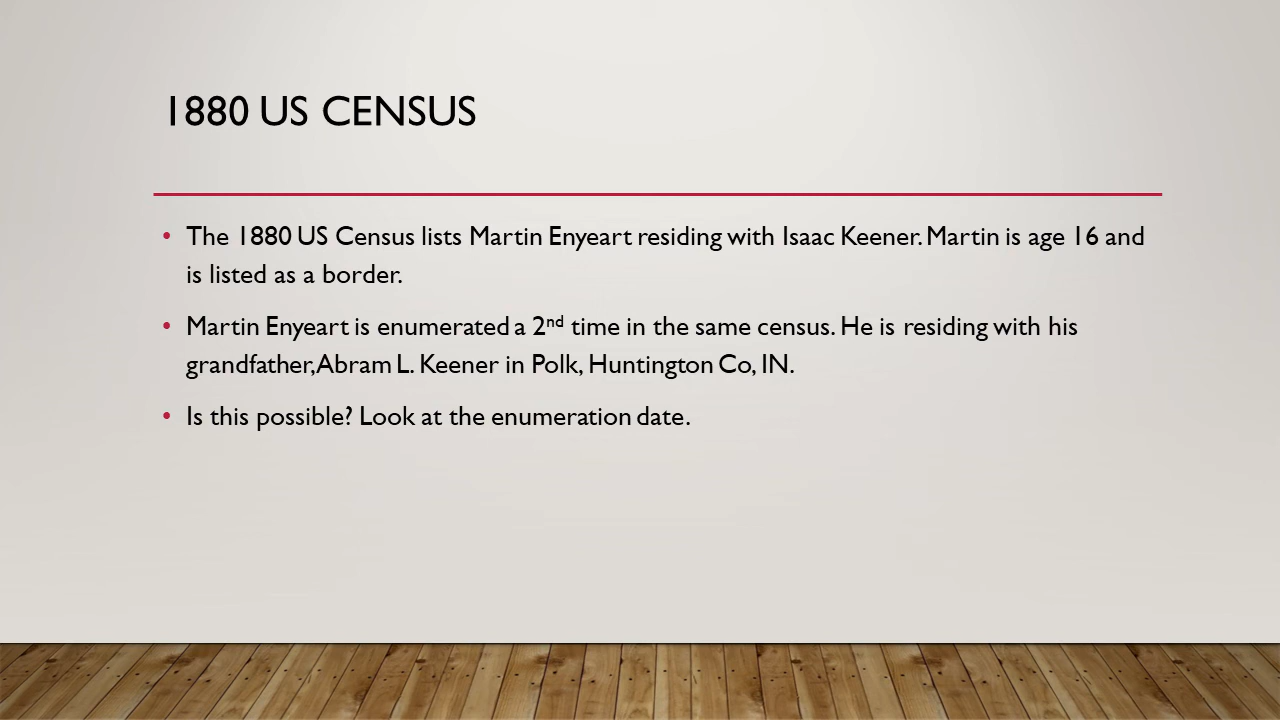 1880 US CENSUS
• The 1880 US Census lists Martin Enyeart residing with Isaac Keener. Martin is age 16 and
is listed as a border.
• Martin Enyeart is enumerated a 2nd time in the same census. He is residing with his
grandfather, Abram L. Keener in Polk, Huntington Co, IN.
• Is this possible? Look at the enumeration date.